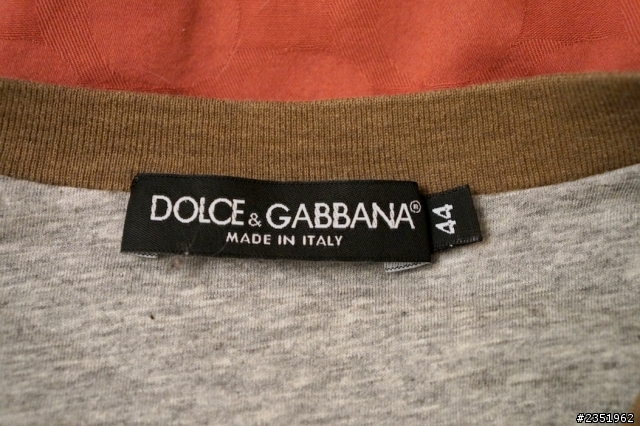 DOLCE & GABBANA®
MADE IN ITALY
44
#2351962